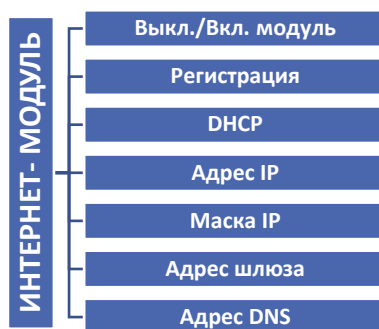 ИНТЕРНЕТ- МОДУЛЬ
Выкл./Вкл. модуль
Регистрация
DHCP
Адрес IP
Маска IP
Адрес шлюза
Адрес DNS